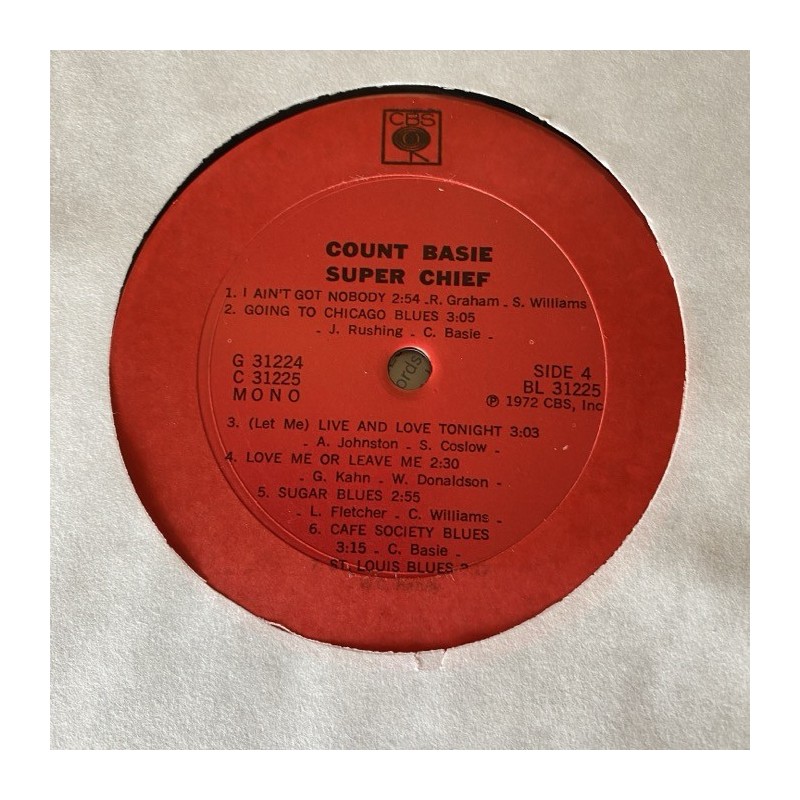 CBS
COUNT BASIE
SUPER CHIEF
1. I AIN'T GOT NOBODY 2:54 - R. Graham - S. Williams
2. GOING TO CHICAGO BLUES 3:05
- J. Rushing - C. Basie -
G 31224
C 31225
MONO
SIDE 4
BL 31225
℗ 1972 CBS, Inc
ords
3. (Let Me) LIVE AND LOVE TONIGHT 3:03
- A. Johnston - S. Coslow -
4. LOVE ME OR LEAVE ME 2:30
- G. Kahn - W. Donaldson -
5. SUGAR BLUES 2:55
- L. Fletcher - C. Williams -
6. CAFE SOCIETY BLUES
3:15 - C. Basie -
ST. LOUIS BLUES